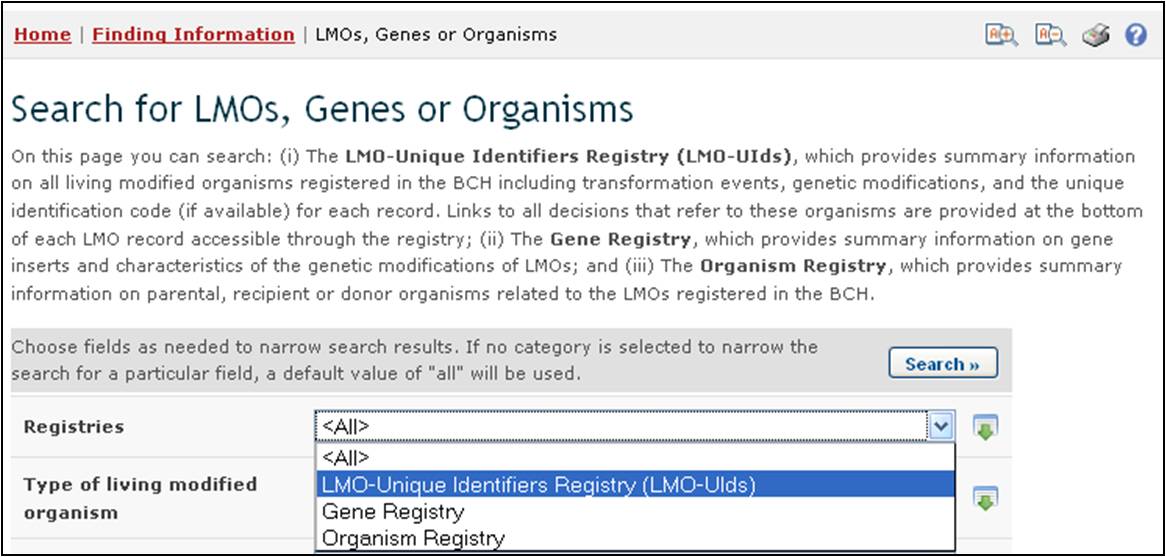 Home | Finding Information | LMOs, Genes or Organisms
Search for LMOs, Genes or Organisms
On this page you can search: (i) The LMO-Unique Identifiers Registry (LMO-UIds), which provides summary information
on all living modified organisms registered in the BCH including transformation events, genetic modifications, and the unique
identification code (if available) for each record. Links to all decisions that refer to these organisms are provided at the bottom
of each LMO record accessible through the registry; (ii) The Gene Registry, which provides summary information on gene
inserts and characteristics of the genetic modifications of LMOs; and (iii) The Organism Registry, which provides summary
information on parental, recipient or donor organisms related to the LMOs registered in the BCH.
Choose fields as needed to narrow search results. If no category is selected to narrow the
search for a particular field, a default value of "all" will be used.
Search »
Registries
<All>
<All>
LMO-Unique Identifiers Registry (LMO-UIds)
Gene Registry
Organism Registry
Type of living modified
organism